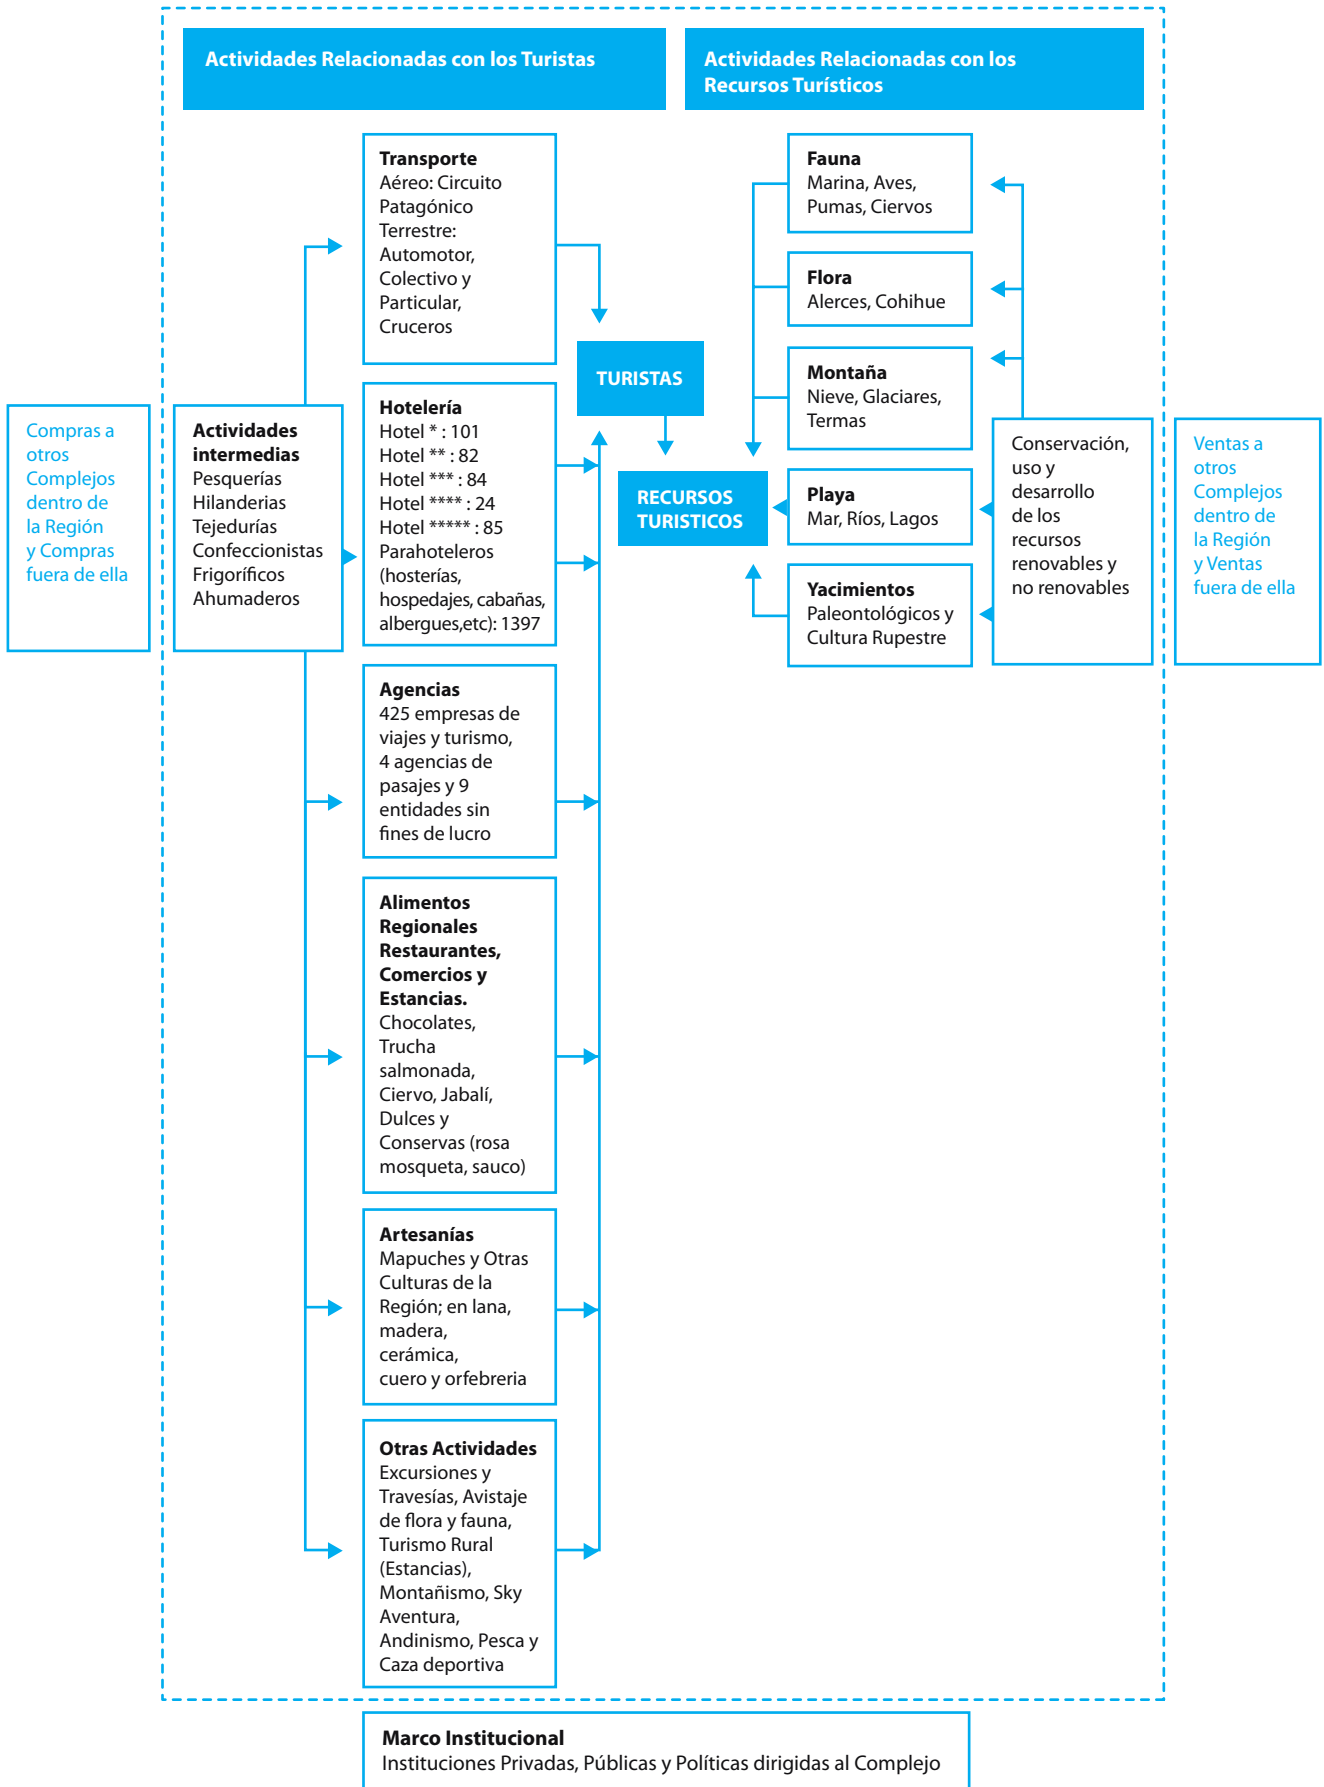 Actividades Relacionadas con los Turistas
Actividades Relacionadas con los
Recursos Turísticos
Compras a
otros
Complejos
dentro de
la Región
y Compras
fuera de ella
Actividades
intermedias
Pesquerías
Hilanderias
Tejedurías
Confeccionistas
Frigoríficos
Ahumaderos
Transporte
Aéreo: Circuito
Patagónico
Terrestre:
Automotor,
Colectivo y
Particular,
Cruceros
Hotelería
Hotel * : 101
Hotel ** : 82
Hotel *** : 84
Hotel **** : 24
Hotel ***** : 85
Parahoteleros
(hosterías,
hospedajes, cabañas,
albergues,etc): 1397
Agencias
425 empresas de
viajes y turismo,
4 agencias de
pasajes y 9
entidades sin
fines de lucro
Alimentos
Regionales
Restaurantes,
Comercios y
Estancias.
Chocolates,
Trucha
salmonada,
Ciervo, Jabalí,
Dulces y
Conservas (rosa
mosqueta, sauco)
Artesanías
Mapuches y Otras
Culturas de la
Región; en lana,
madera,
cerámica,
cuero y orfebreria
Otras Actividades
Excursiones y
Travesías, Avistaje
de flora y fauna,
Turismo Rural
(Estancias),
Montañismo, Sky
Aventura,
Andinismo, Pesca y
Caza deportiva
TURISTAS
RECURSOS
TURISTICOS
Fauna
Marina, Aves,
Pumas, Ciervos
Flora
Alerces, Cohihue
Montaña
Nieve, Glaciares,
Termas
Playa
Mar, Ríos, Lagos
Yacimientos
Paleontológicos y
Cultura Rupestre
Conservación,
uso y
desarrollo
de los
recursos
renovables y
no renovables
Ventas a
otros
Complejos
dentro de
la Región
y Ventas
fuera de ella
Marco Institucional
Instituciones Privadas, Públicas y Políticas dirigidas al Complejo